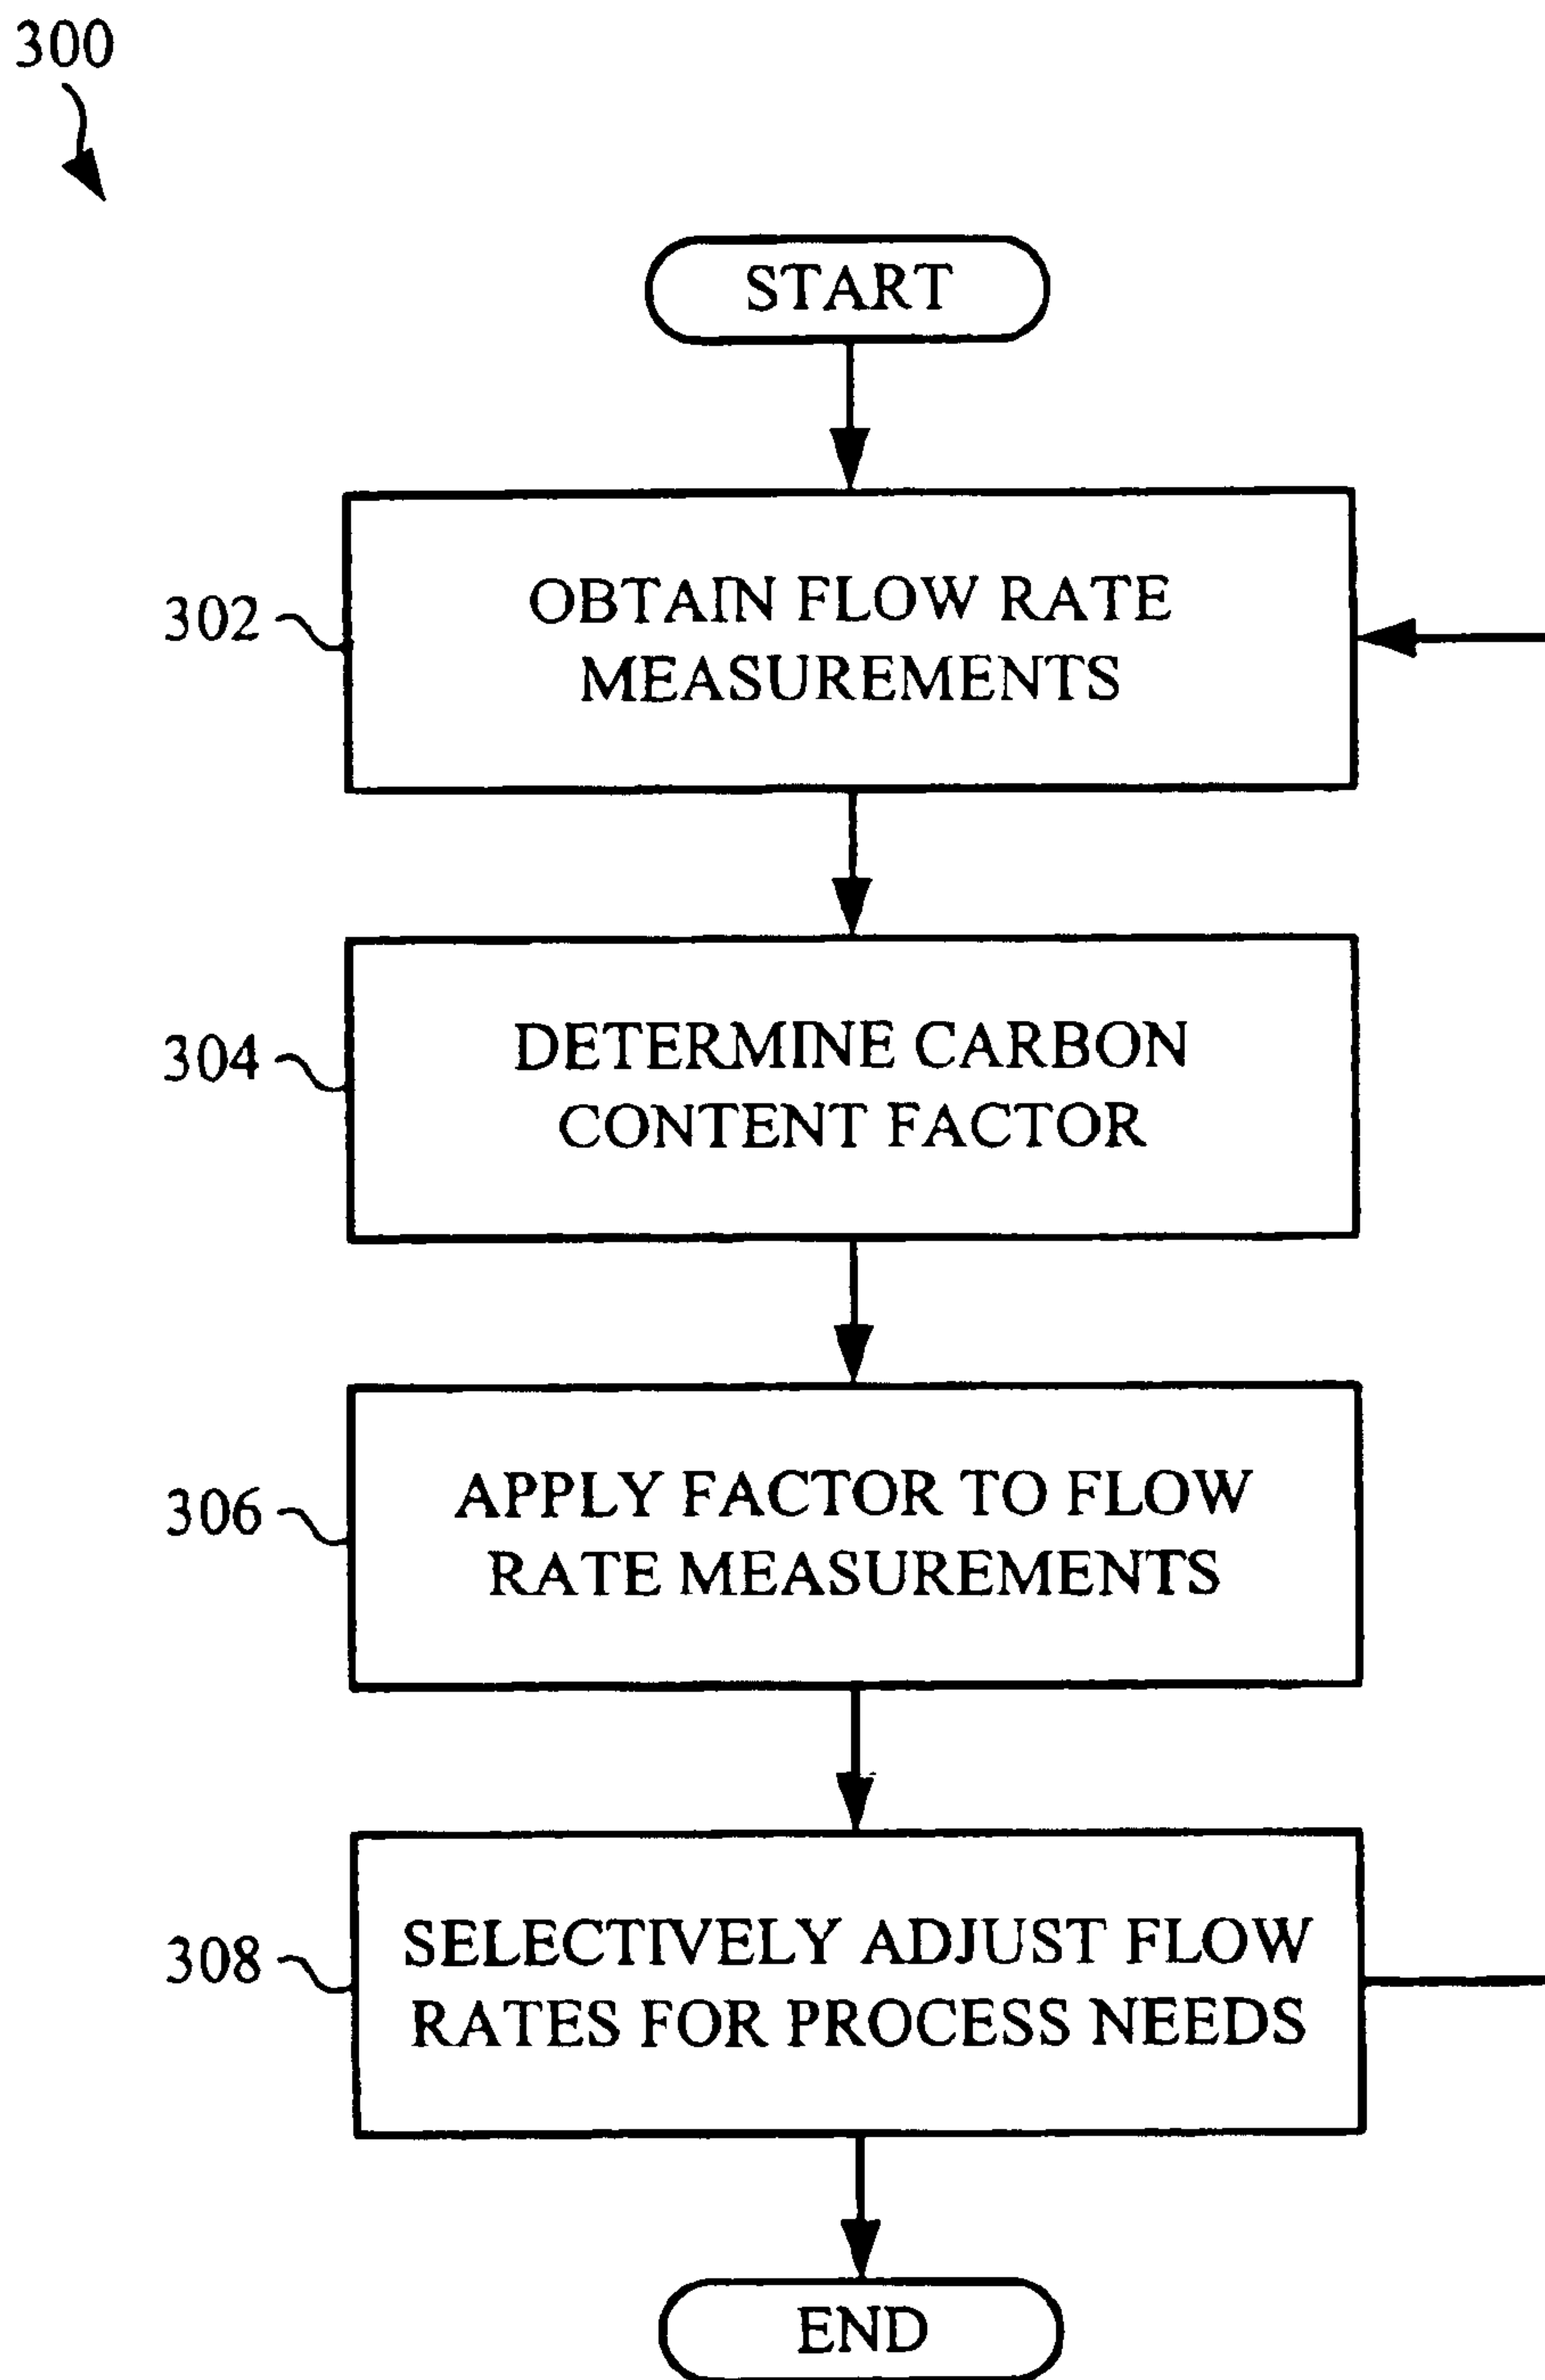 300
START
302
OBTAIN FLOW RATE
MEASUREMENTS
304
DETERMINE CARBON
CONTENT FACTOR
306
APPLY FACTOR TO FLOW
RATE MEASUREMENTS
308
SELECTIVELY ADJUST FLOW
RATES FOR PROCESS NEEDS
END